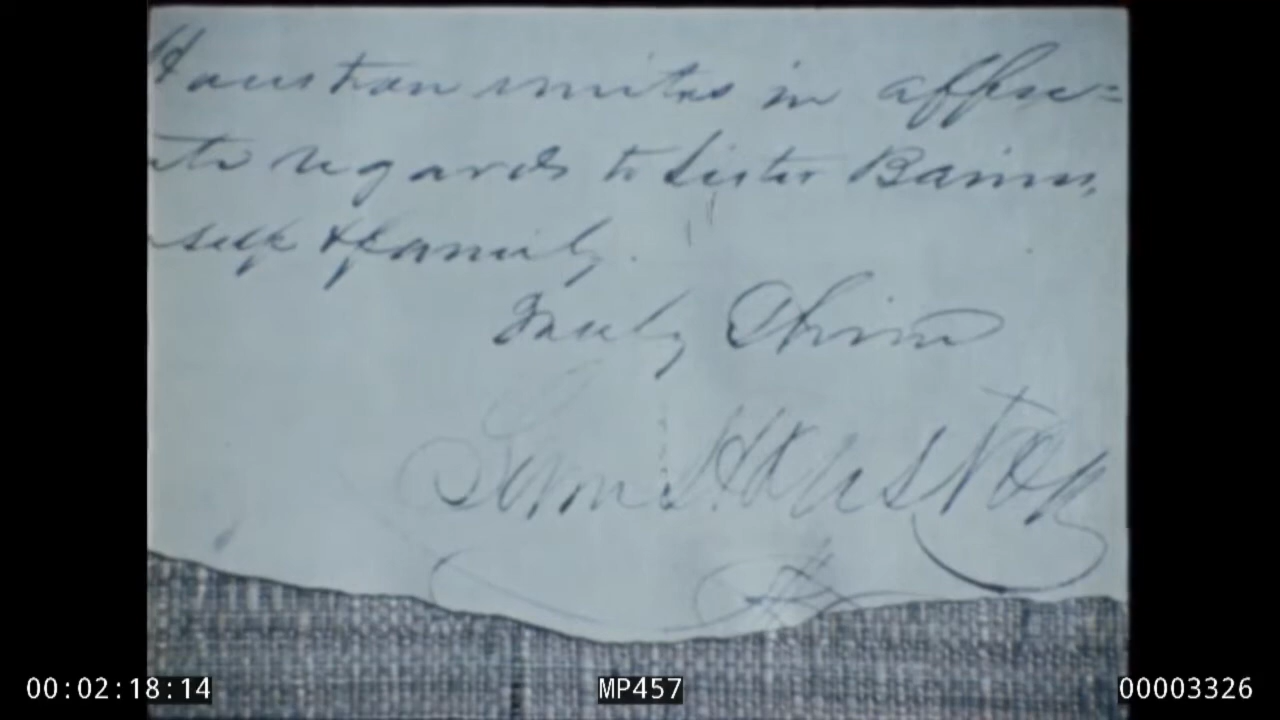 Houston unites in affec=
ate regards to Sister Baines,
self & family.
Truly Thine
Sam Houston
00:02:18:14
MP457
00003326